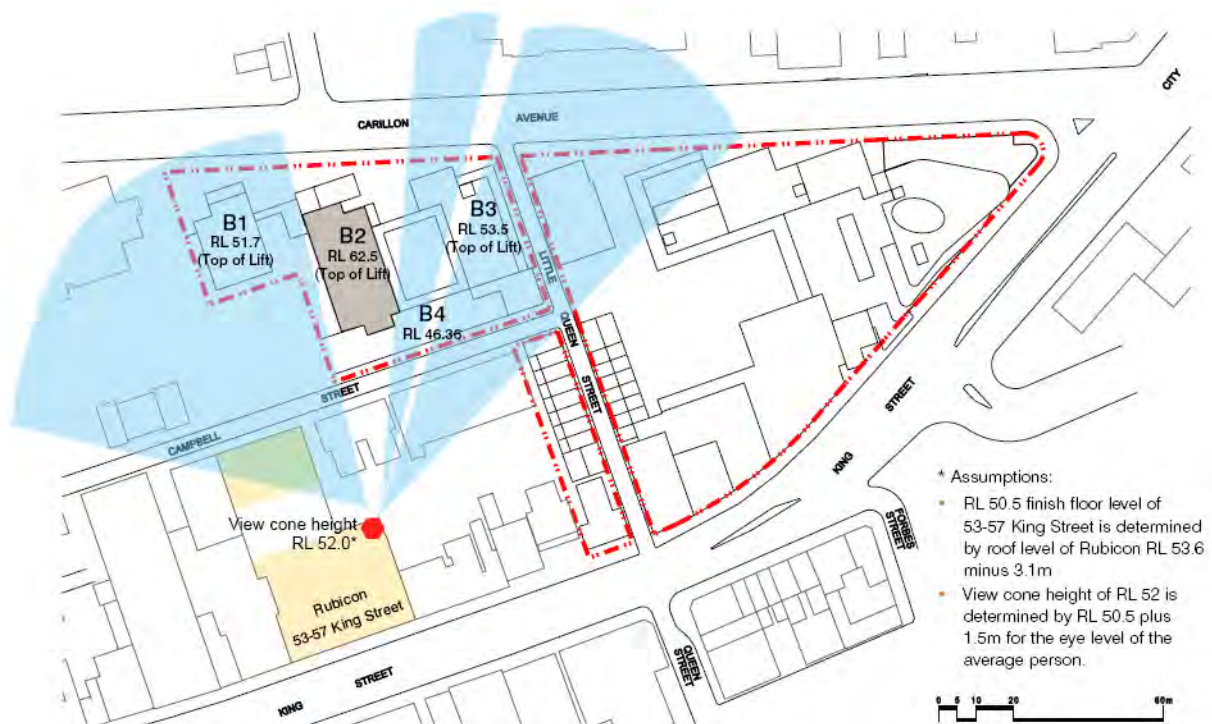 CITY
CARILLON
AVENUE
B1
RL 51.7
(Top of Lift)
B2
RL 62.5
(Top of Lift)
B3
RL 53.5
(Top of Lift)
LITTLE
QUEEN
STREET
B4
RL 46.36
CAMPBELL
STREET
KING
STREET
View cone height
RL 52.0*
Rubicon
53-57 King Street
FORBES
STREET
QUEEN
STREET
KING
STREET
* Assumptions:
• RL 50.5 finish floor level of
53-57 King Street is determined
by roof level of Rubicon RL 53.6
minus 3.1m
• View cone height of RL 52 is
determined by RL 50.5 plus
1.5m for the eye level of the
average person.
0 5 10 20 60m